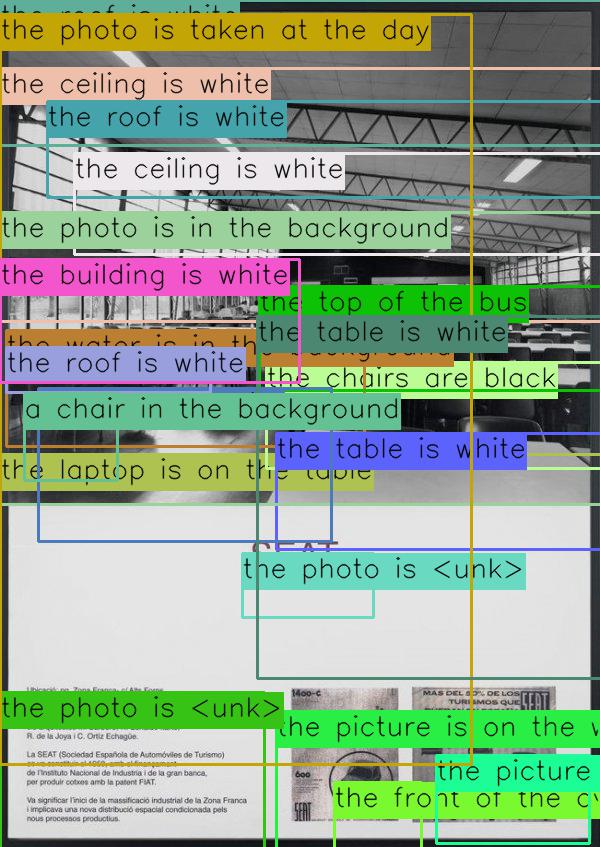 the roof is white
the photo is taken at the day
the ceiling is white
the roof is white
the ceiling is white
the photo is in the background
the building is white
the top of the bus
the table is white
the water is in the background
the roof is white
the chairs are black
a chair in the background
the table is white
the laptop is on the table
SEAT
the photo is <unk>
Ubicació: pg. Zona Franca
the photo is <unk>
R. de la Joya i C. Ortiz Echagüe.
La SEAT (Sociedad Española de Automóviles de Turismo)
es va constituir el 1950, amb el finançament
de l'Instituto Nacional de Industria i de la gran banca,
per produir cotxes amb la patent FIAT.
Va significar l'inici de la massificació industrial de la Zona Franca
i implicava una nova distribució espacial condicionada pels
nous processos productius.
1400-C
MAS DEL 50% DE LOS
TURISMOS QUE
SEAT
the picture is on the
the picture
600
the front of the
SEAT